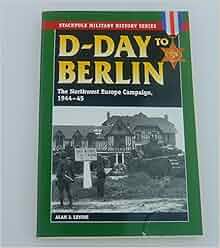 STACKPOLE MILITARY HISTORY SERIES
D-DAY TO
BERLIN
The Northwest Europe Campaign,
1944–45
ALAN J. LEVINE